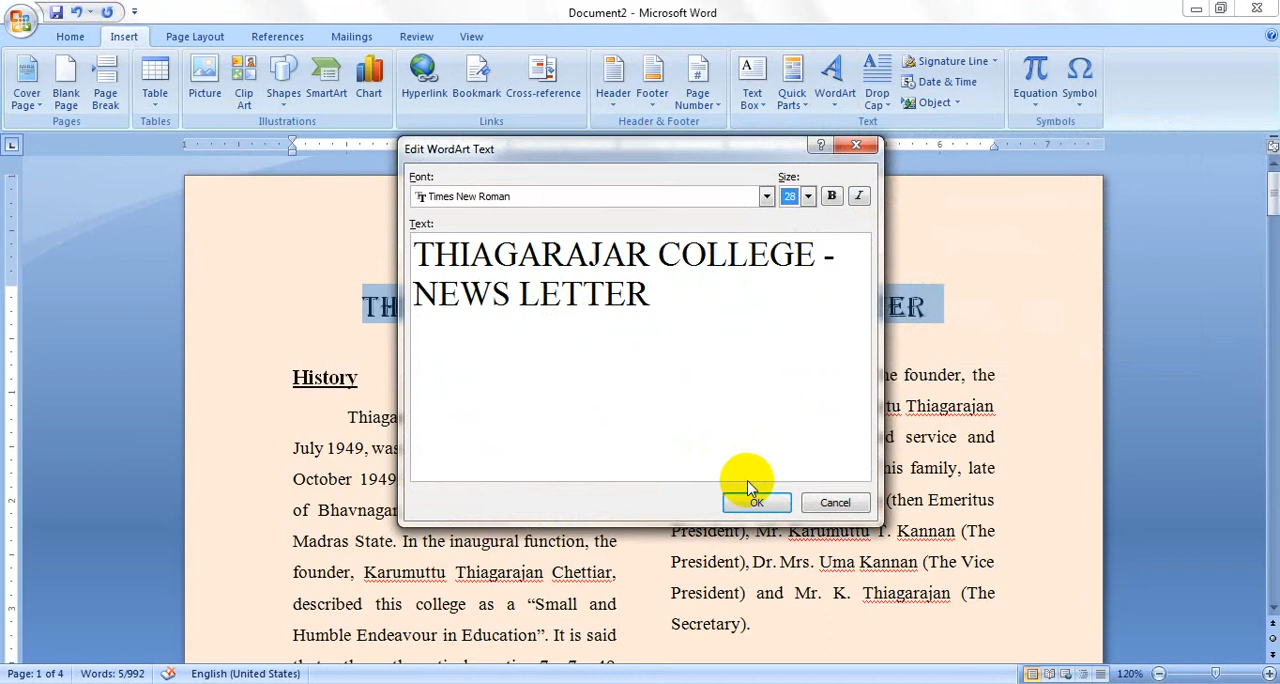 Document2 - Microsoft Word
Home Insert Page Layout References Mailings Review View
Cover Page Blank Page Page Break
Table
Picture Clip Art Shapes SmartArt Chart
Hyperlink Bookmark Cross-reference
Header Footer Page Number
Text Box Quick Parts WordArt Drop Cap Signature Line Date & Time Object
Equation Symbol
Pages Tables Illustrations Links Header & Footer Text Symbols
1 6 7
Edit WordArt Text
Font: Size:
Times New Roman 28 B I
Text:
THIAGARAJAR COLLEGE -
NEWS LETTER
OK Cancel
TH ER
History
Thiaga
July 1949, was
October 1949
of Bhavnagar
Madras State. In the inaugural function, the
founder, Karumuttu Thiagarajan Chettiar,
described this college as a “Small and
Humble Endeavour in Education”. It is said
he founder, the
tu Thiagarajan
d service and
his family, late
(then Emeritus
President), Mr. Karumuttu T. Kannan (The
President), Dr. Mrs. Uma Kannan (The Vice
President) and Mr. K. Thiagarajan (The
Secretary).
Page: 1 of 4 Words: 5/992 English (United States) 120%